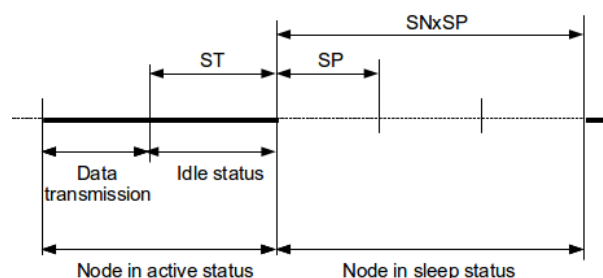 SNxSP
ST
SP
Data
transmission
Idle status
Node in active status
Node in sleep status